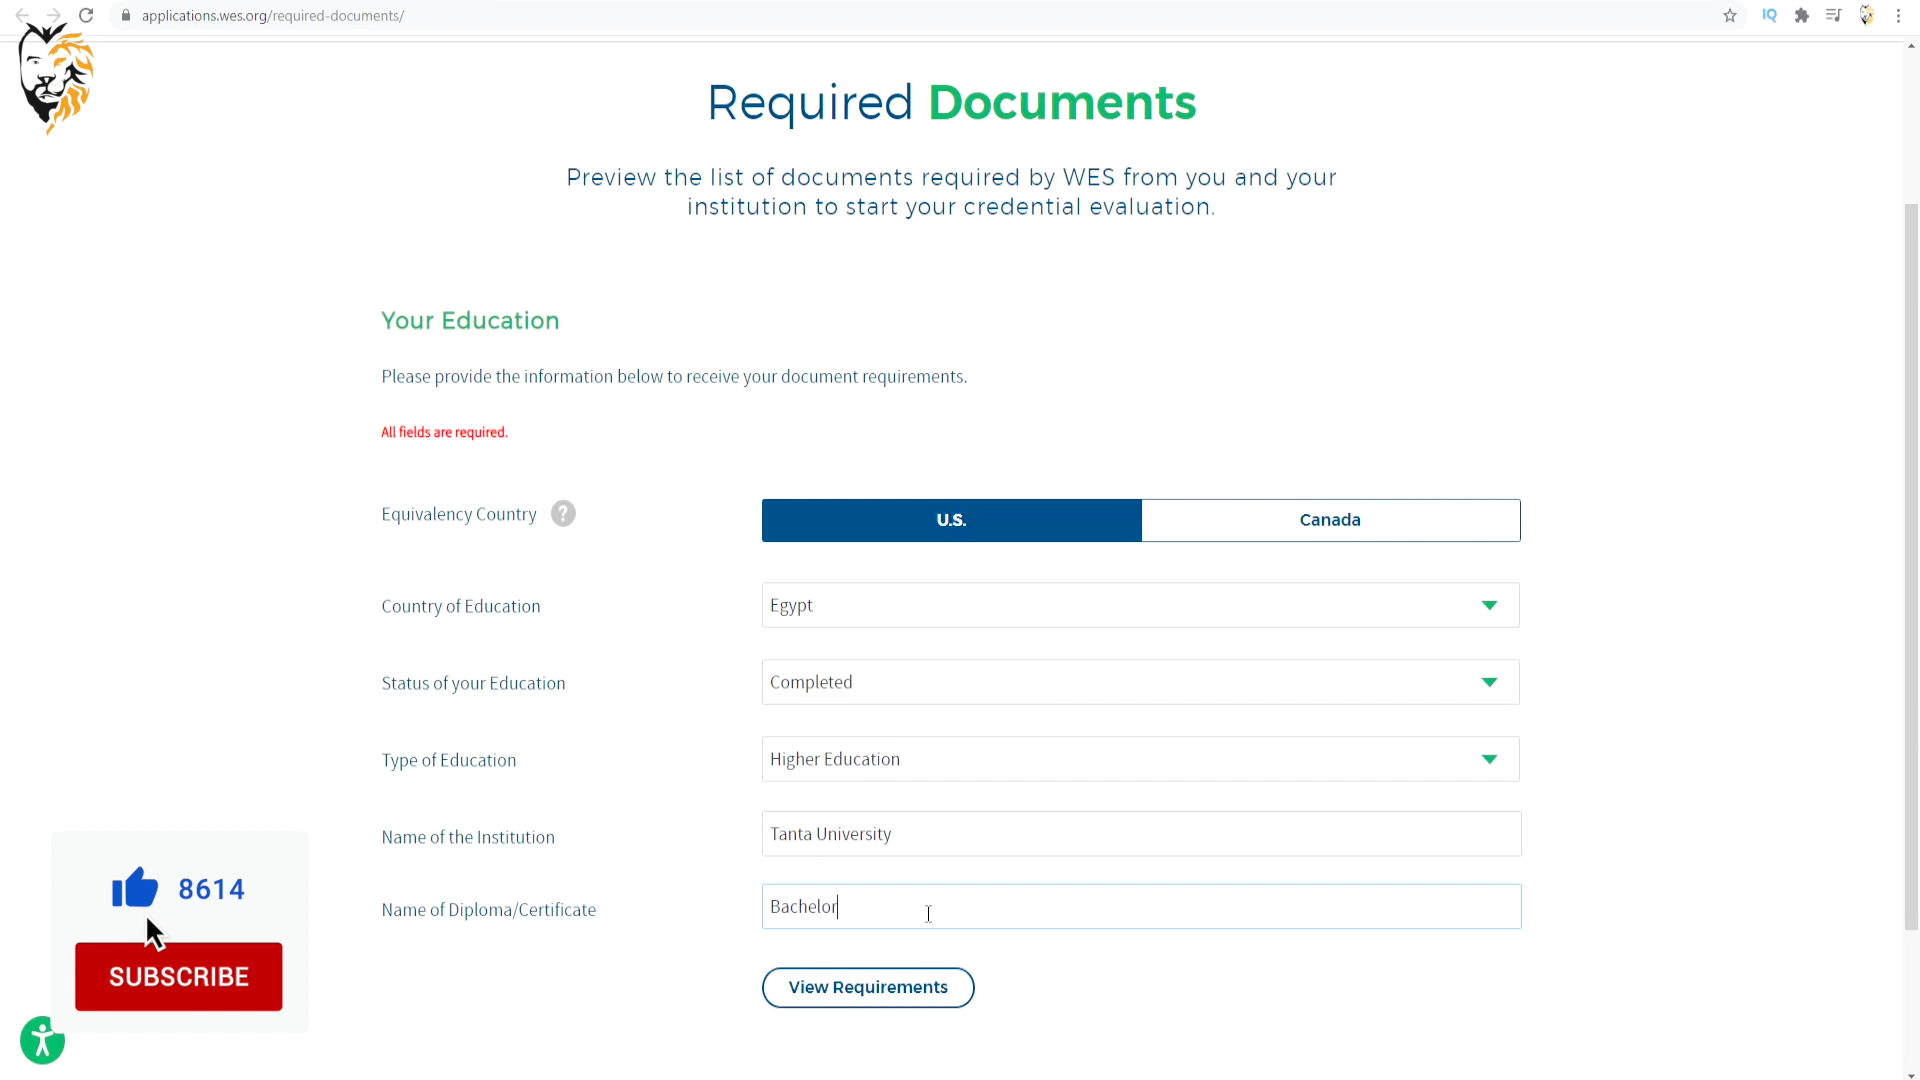 applications.wes.org/required-documents/
IQ
Required Documents
Preview the list of documents required by WES from you and your
institution to start your credential evaluation.
Your Education
Please provide the information below to receive your document requirements.
All fields are required.
Equivalency Country ?
U.S.
Canada
Country of Education
Egypt
Status of your Education
Completed
Type of Education
Higher Education
Name of the Institution
Tanta University
Name of Diploma/Certificate
Bachelor
View Requirements
8614
SUBSCRIBE